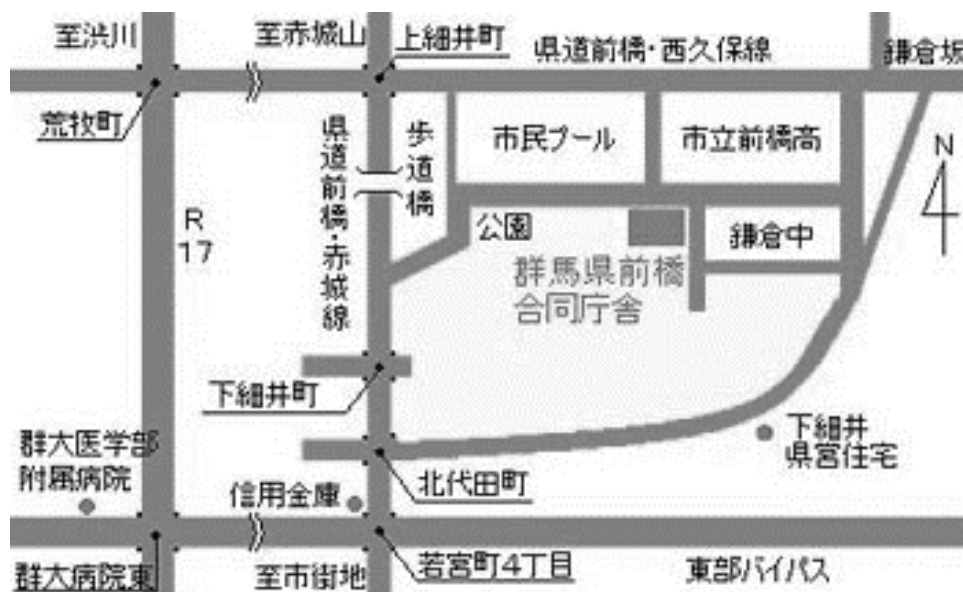 至渋川
至赤城山
上細井町
県道前橋・西久保線
鎌倉坂
荒牧町
県道前橋・赤城線
歩道橋
市民プール
市立前橋高
N
R
17
公園
鎌倉中
群馬県前橋
合同庁舎
下細井町
群大医学部
附属病院
信用金庫
北代田町
下細井
県営住宅
群大病院東
至市街地
若宮町4丁目
東部バイパス